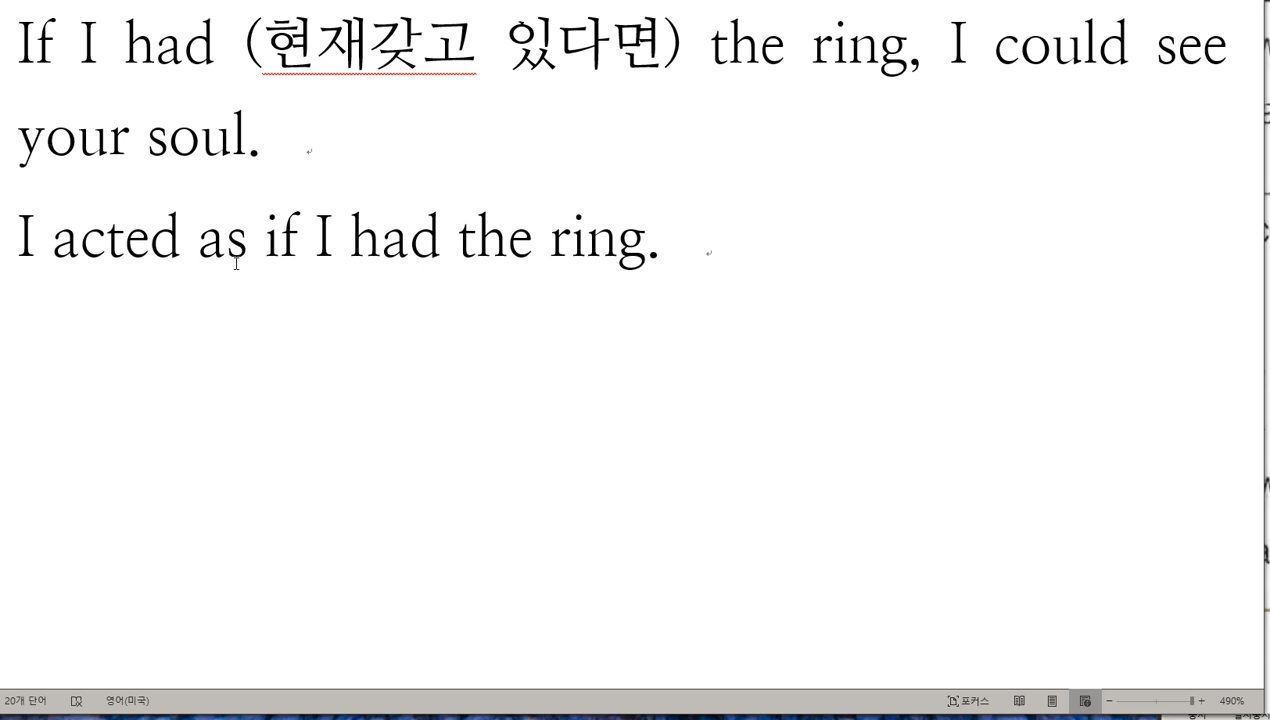 If I had (현재갖고 있다면) the ring, I could see
your soul.
I acted as if I had the ring.
20개 단어 영어(미국) 포커스 490%